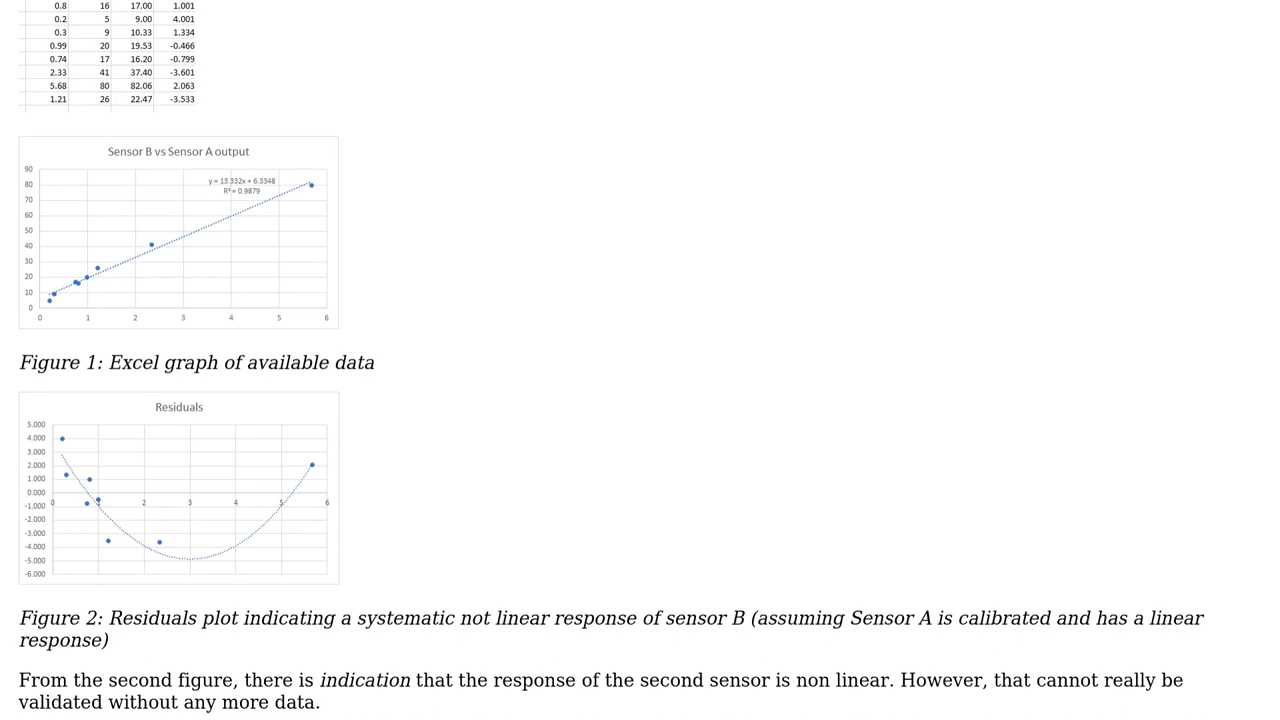 0.8 16 17.00 1.001
0.2 5 9.00 4.001
0.3 9 10.33 1.334
0.99 20 19.53 -0.466
0.74 17 16.20 -0.799
2.33 41 37.40 -3.601
5.68 80 82.06 2.063
1.21 26 22.47 -3.533
Sensor B vs Sensor A output
90
80
70
60
50
40
30
20
10
0
y = 13.332x + 6.3348
R² = 0.9879
0 1 2 3 4 5 6
Figure 1: Excel graph of available data
Residuals
5.000
4.000
3.000
2.000
1.000
0.000
-1.000
-2.000
-3.000
-4.000
-5.000
-6.000
0 1 2 3 4 5 6
Figure 2: Residuals plot indicating a systematic not linear response of sensor B (assuming Sensor A is calibrated and has a linear
response)
From the second figure, there is indication that the response of the second sensor is non linear. However, that cannot really be
validated without any more data.